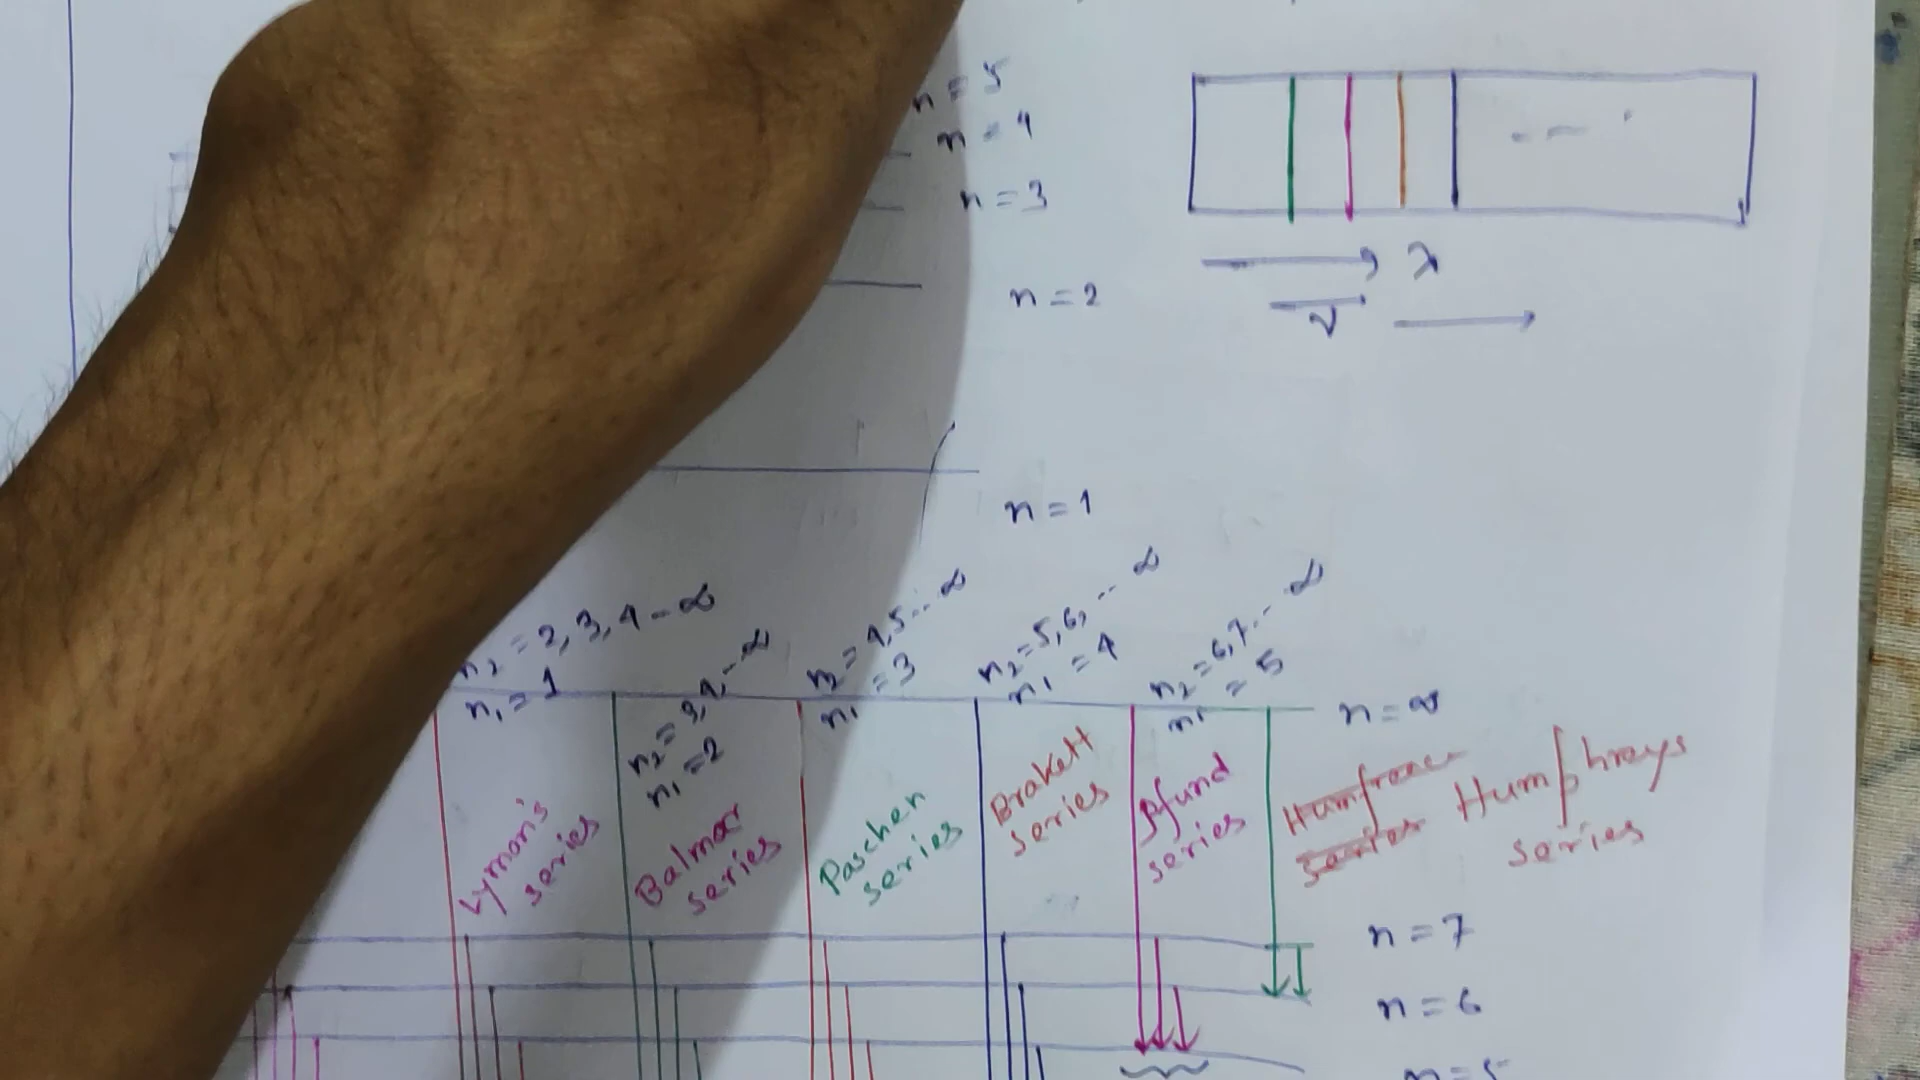 n = 5
n = 4
n = 3
n = 2
λ
ν
n = 1
n₂ = 2, 3, 4 - ∞
n₁ = 1
n₂ = 3, 4, - ∞
n₁ = 2
n₂ = 4, 5 .. ∞
n₁ = 3
n₂ = 5, 6, .. ∞
n₁ = 4
n₂ = 6, 7 .. ∞
n₁ = 5
n = ∞
Lyman's
series
Balmar
series
Paschen
series
Brakett
series
Pfund
series
Humphreys
series
n = 7
n = 6
n = 5